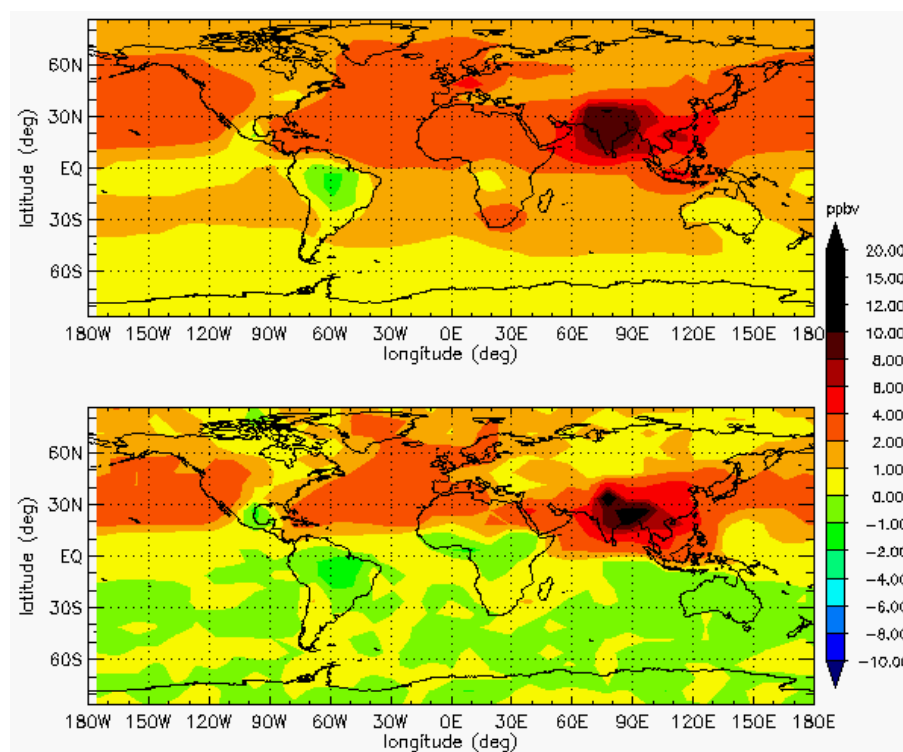 60N
30N
EQ
30S
60S
latitude (deg)
180W 150W 120W 90W 60W 30W 0E 30E 60E 90E 120E 150E 180E
longitude (deg)
ppbv
20.00
15.00
12.00
10.00
8.00
6.00
4.00
2.00
1.00
0.00
-1.00
-2.00
-4.00
-6.00
-8.00
-10.00
60N
30N
EQ
30S
60S
latitude (deg)
180W 150W 120W 90W 60W 30W 0E 30E 60E 90E 120E 150E 180E
longitude (deg)